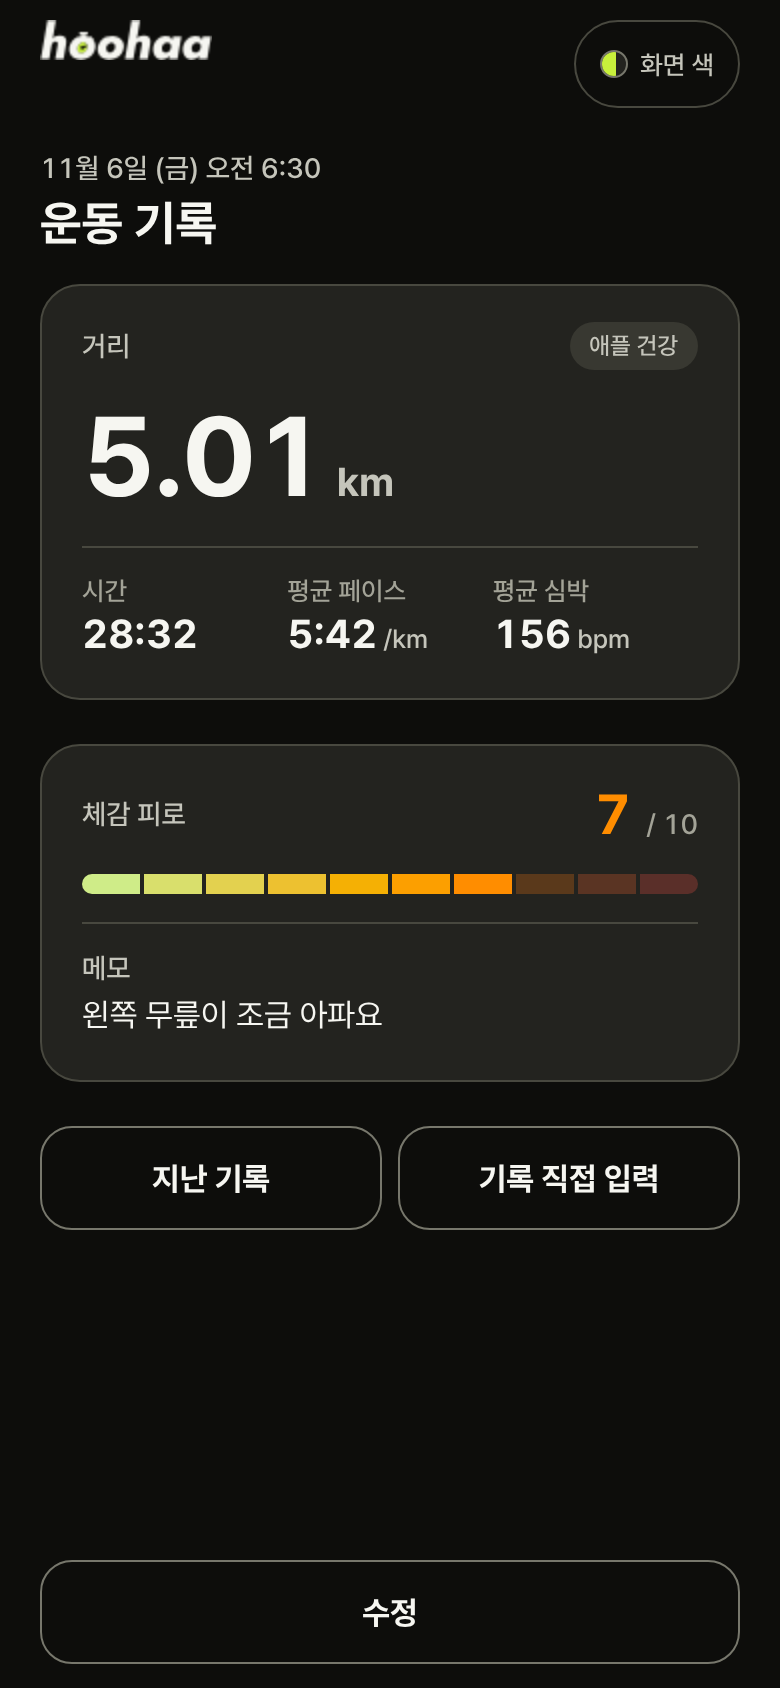 hoohaa
화면 색
11월 6일 (금) 오전 6:30
운동 기록
거리
애플 건강
5.01 km
시간 평균 페이스 평균 심박
28:32 5:42 /km 156 bpm
체감 피로
7 / 10
메모
왼쪽 무릎이 조금 아파요
지난 기록
기록 직접 입력
수정